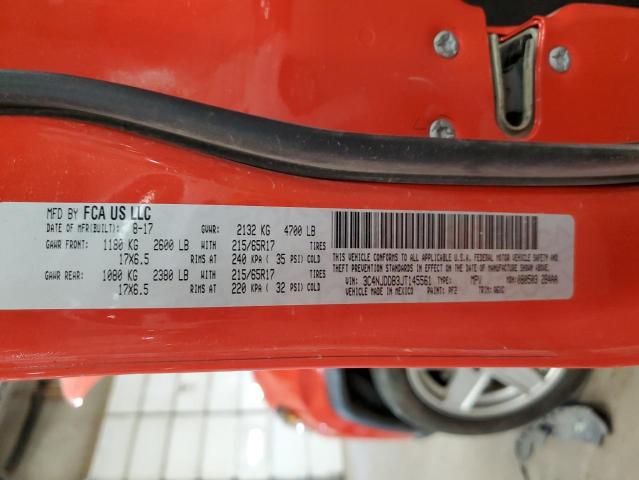 MFD BY FCA US LLC
DATE OF MFR(BUILT): 8-17 GVWR: 2132 KG 4700 LB
GAWR FRONT: 1180 KG 2600 LB WITH 215/65R17 TIRES
17X6.5 RIMS AT 240 KPA ( 35 PSI) COLD
GAWR REAR: 1080 KG 2380 LB WITH 215/65R17 TIRES
17X6.5 RIMS AT 220 KPA ( 32 PSI) COLD
THIS VEHICLE CONFORMS TO ALL APPLICABLE U.S.A. FEDERAL MOTOR VEHICLE SAFETY AND
THEFT PREVENTION STANDARDS IN EFFECT ON THE DATE OF MANUFACTURE SHOWN ABOVE.
VIN: 3C4NJDDB3JT145561 TYPE: MPV MDH: 080503 284AA
VEHICLE MADE IN MEXICO PAINT: PF2 TRIM: